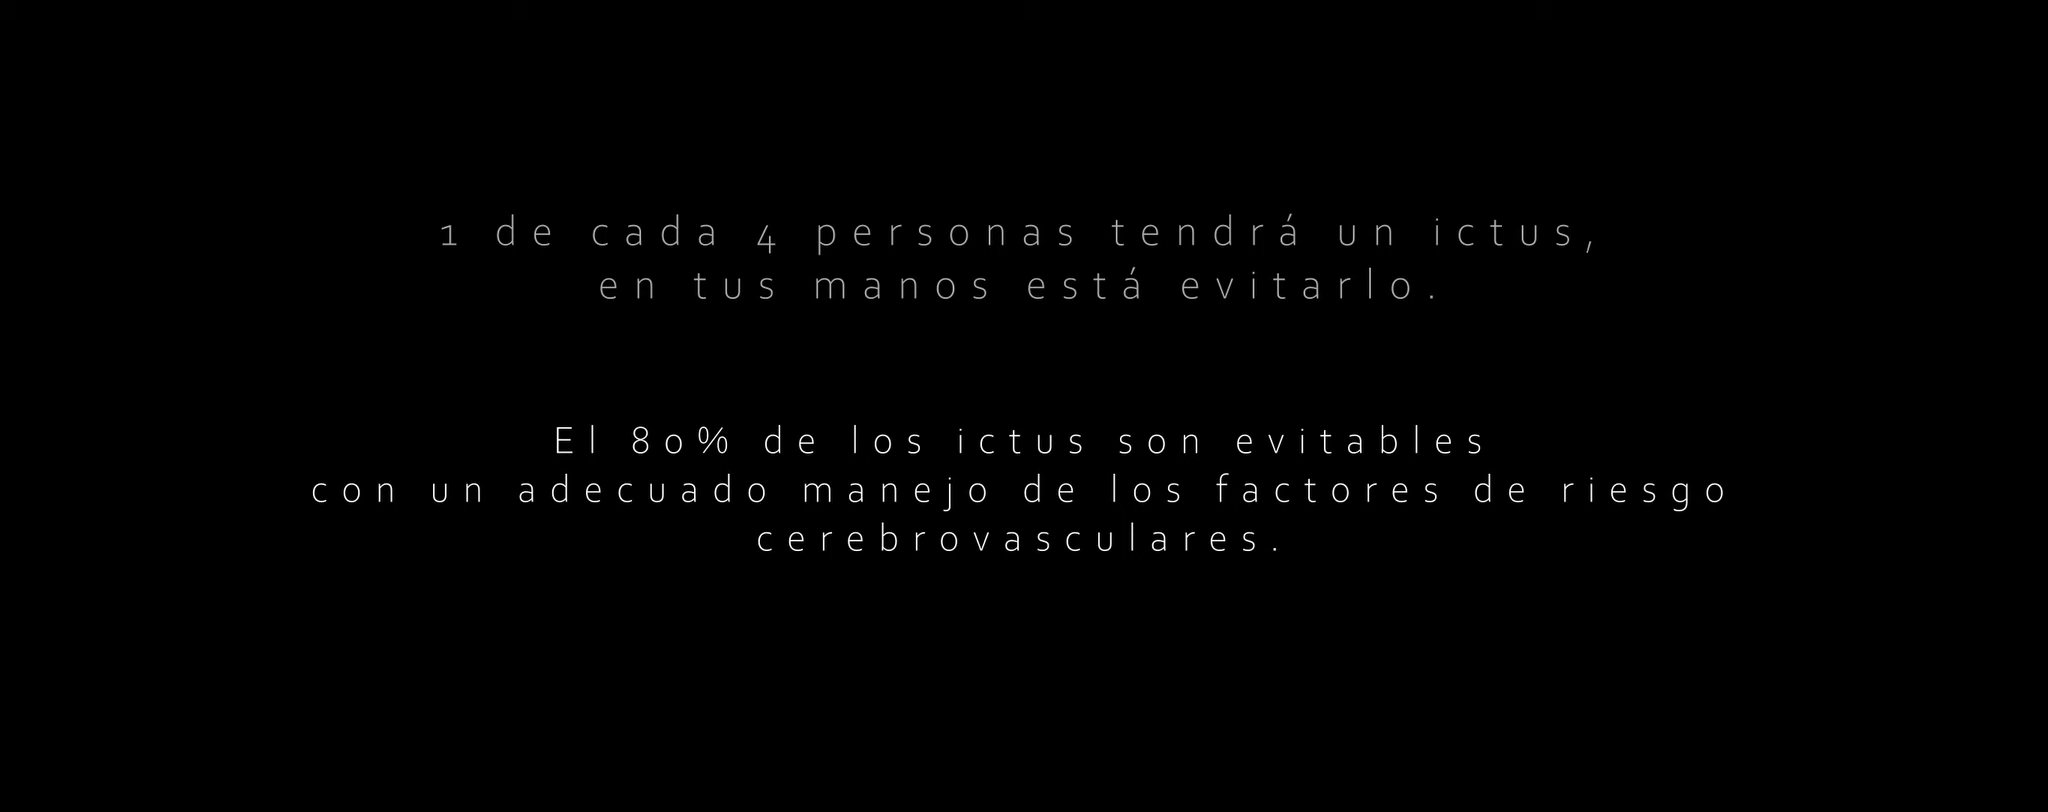 1 de cada 4 personas tendrá un ictus,
en tus manos está evitarlo.
El 80% de los ictus son evitables
con un adecuado manejo de los factores de riesgo
cerebrovasculares.